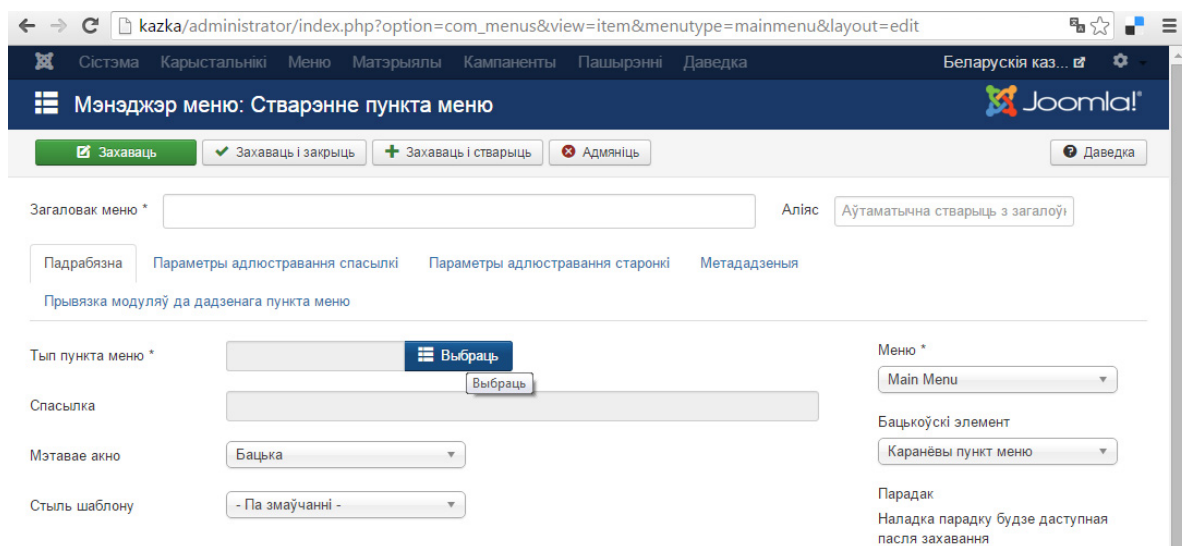 kazka/administrator/index.php?option=com_menus&view=item&menutype=mainmenu&layout=edit
Сістэма Карыстальнікі Меню Матэрыялы Кампаненты Пашырэнні Даведка Беларускія каз...
Мэнэджэр меню: Стварэнне пункта меню Joomla!
Захаваць Захаваць і закрыць Захаваць і стварыць Адмяніць Даведка
Загаловак меню * Аліяс Аўтаматычна стварыць з загалоўк
Падрабязна Параметры адлюстравання спасылкі Параметры адлюстравання старонкі Метададзеныя
Прывязка модуляў да дадзенага пункта меню
Тып пункта меню * Выбраць Меню *
Выбраць Main Menu
Спасылка
Бацькоўскі элемент
Мэтавае акно Бацька Каранёвы пункт меню
Стыль шаблону - Па змаўчанні - Парадак
Наладка парадку будзе даступная
пасля захавання